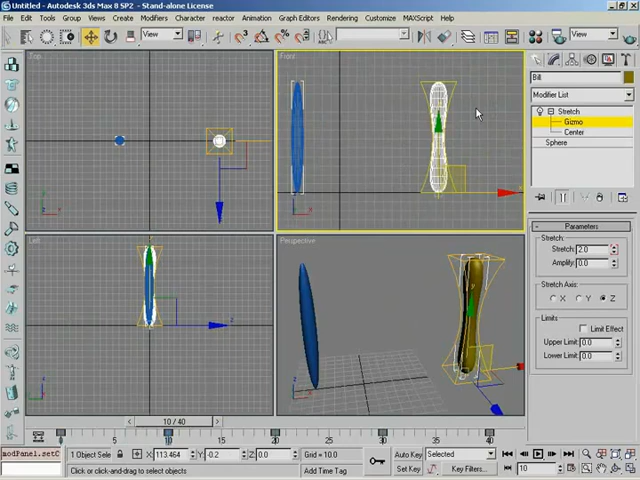 Untitled - Autodesk 3ds Max 8 SP2 - Stand-alone License
File Edit Tools Group Views Create Modifiers Character reactor Animation Graph Editors Rendering Customize MAXScript Help
View
View
Top
Front
Left
Perspective
x
z
y
Bilt
Modifier List
Stretch
Gizmo
Center
Sphere
Parameters
Stretch:
Stretch: 2.0
Amplify: 0.0
Stretch Axis:
X Y Z
Limits
Limit Effect
Upper Limit: 0.0
Lower Limit: 0.0
10 / 40
0 5 10 15 20 25 30 35 40
modPanel.setC
1 Object Sele
X: 113.464
Y: -0.2
Z: 0.0
Grid = 10.0
Auto Key
Selected
Click or click-and-drag to select objects
Add Time Tag
Set Key
Key Filters...
10